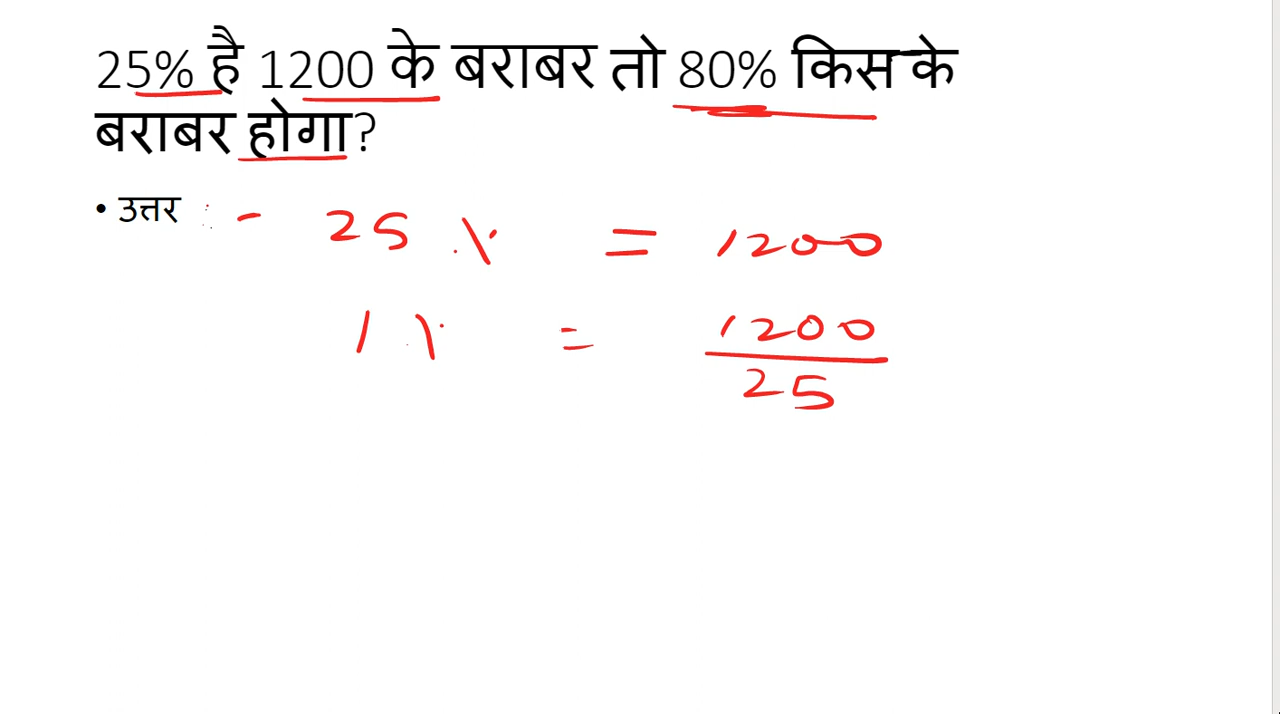 25% है 1200 के बराबर तो 80% किस के
बराबर होगा?
• उत्तर :- 25 % = 1200
1 % = 1200
25